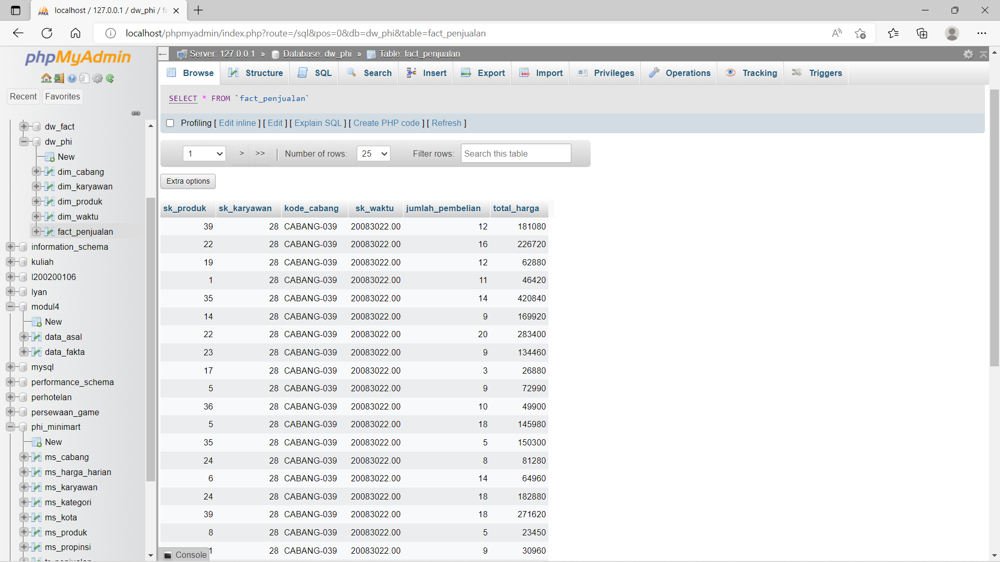 localhost / 127.0.0.1 / dw_phi / fa
localhost/phpmyadmin/index.php?route=/sql&pos=0&db=dw_phi&table=fact_penjualan
phpMyAdmin
Recent Favorites
dw_fact
dw_phi
New
dim_cabang
dim_karyawan
dim_produk
dim_waktu
fact_penjualan
information_schema
kuliah
l200200106
lyan
modul4
New
data_asal
data_fakta
mysql
performance_schema
perhotelan
persewaan_game
phi_minimart
New
ms_cabang
ms_harga_harian
ms_karyawan
ms_kategori
ms_kota
ms_produk
ms_propinsi
Server: 127.0.0.1 » Database: dw_phi » Table: fact_penjualan
Browse Structure SQL Search Insert Export Import Privileges Operations Tracking Triggers
SELECT * FROM `fact_penjualan`
Profiling [ Edit inline ] [ Edit ] [ Explain SQL ] [ Create PHP code ] [ Refresh ]
1 > >> | Number of rows: 25 Filter rows: Search this table
Extra options
sk_produk sk_karyawan kode_cabang sk_waktu jumlah_pembelian total_harga
39 28 CABANG-039 20083022.00 12 181080
22 28 CABANG-039 20083022.00 16 226720
19 28 CABANG-039 20083022.00 12 62880
1 28 CABANG-039 20083022.00 11 46420
35 28 CABANG-039 20083022.00 14 420840
14 28 CABANG-039 20083022.00 9 169920
22 28 CABANG-039 20083022.00 20 283400
23 28 CABANG-039 20083022.00 9 134460
17 28 CABANG-039 20083022.00 3 26880
5 28 CABANG-039 20083022.00 9 72990
36 28 CABANG-039 20083022.00 10 49900
5 28 CABANG-039 20083022.00 18 145980
35 28 CABANG-039 20083022.00 5 150300
24 28 CABANG-039 20083022.00 8 81280
6 28 CABANG-039 20083022.00 14 64960
24 28 CABANG-039 20083022.00 18 182880
39 28 CABANG-039 20083022.00 18 271620
8 28 CABANG-039 20083022.00 5 23450
1 28 CABANG-039 20083022.00 9 30960
Console